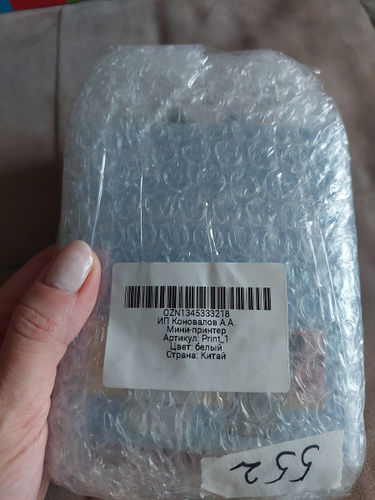 OZN1345333218
ИП Коновалов А.А.
Мини-принтер
Артикул: Print_1
Цвет: белый
Страна: Китай
552